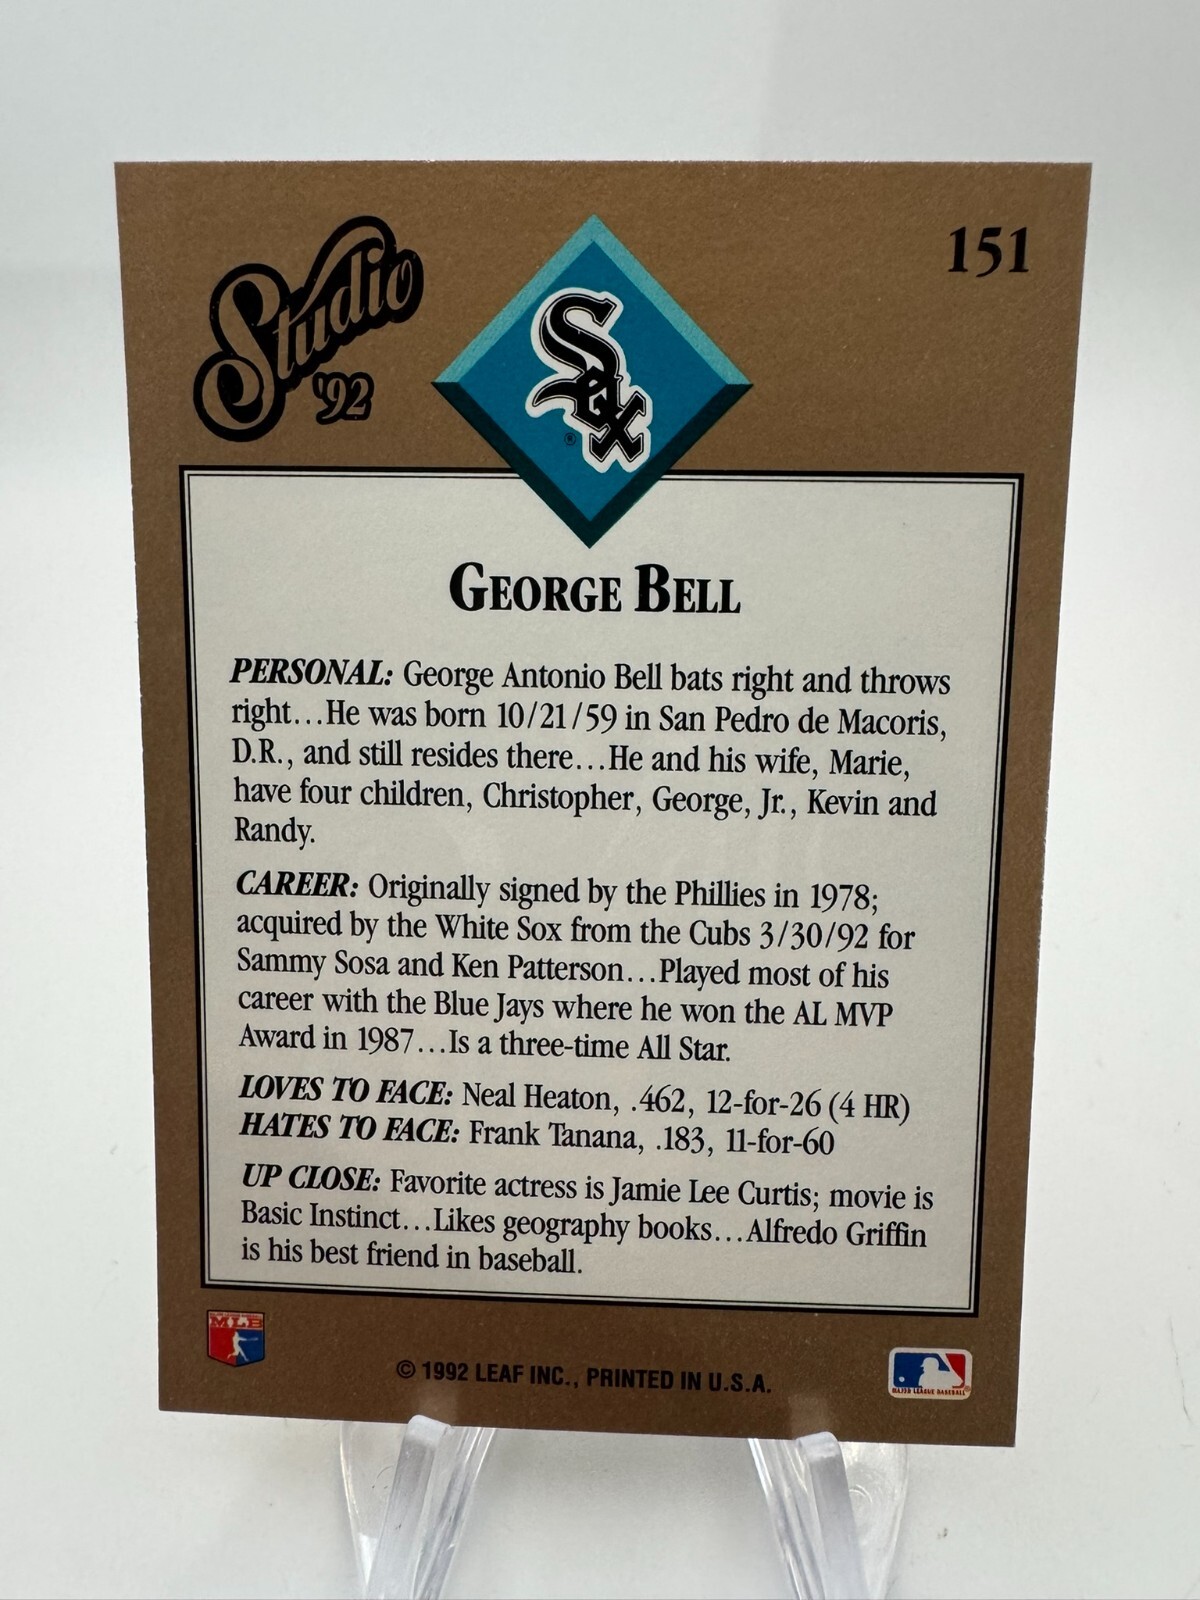 Studio
'92
151
Sox
®
GEORGE BELL
PERSONAL: George Antonio Bell bats right and throws
right...He was born 10/21/59 in San Pedro de Macoris,
D.R., and still resides there...He and his wife, Marie,
have four children, Christopher, George, Jr., Kevin and
Randy.
CAREER: Originally signed by the Phillies in 1978;
acquired by the White Sox from the Cubs 3/30/92 for
Sammy Sosa and Ken Patterson...Played most of his
career with the Blue Jays where he won the AL MVP
Award in 1987...Is a three-time All Star.
LOVES TO FACE: Neal Heaton, .462, 12-for-26 (4 HR)
HATES TO FACE: Frank Tanana, .183, 11-for-60
UP CLOSE: Favorite actress is Jamie Lee Curtis; movie is
Basic Instinct...Likes geography books...Alfredo Griffin
is his best friend in baseball.
MLB
© 1992 LEAF INC., PRINTED IN U.S.A.
MAJOR LEAGUE BASEBALL®